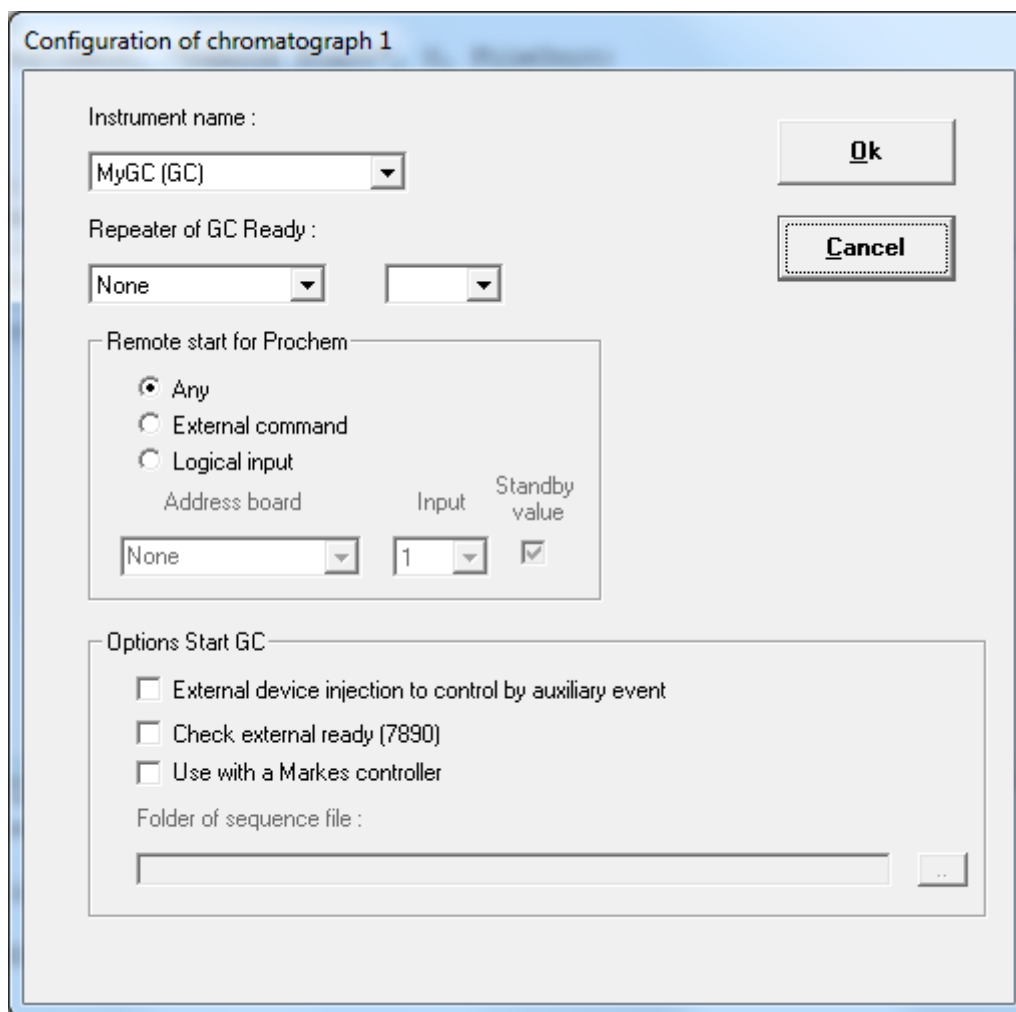 Configuration of chromatograph 1
Instrument name :
Ok
MyGC (GC)
Repeater of GC Ready :
Cancel
None
Remote start for Prochem
Any
External command
Logical input
Address board
Input
Standby
value
None
1
Options Start GC
External device injection to control by auxiliary event
Check external ready (7890)
Use with a Markes controller
Folder of sequence file :
..